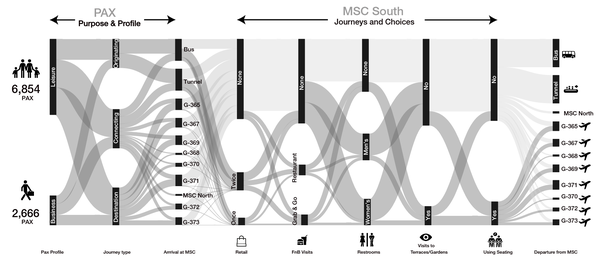 PAX
Purpose & Profile
MSC South
Journeys and Choices
6,854
PAX
2,666
PAX
Leisure
Business
Originating
Connecting
Destination
Bus
Tunnel
G-365
G-367
G-369
G-368
G-370
G-371
MSC North
G-372
G-373
None
Twice
Once
None
Restaurant
Grab & Go
None
Men's
Women's
No
Yes
No
Yes
Bus
Tunnel
MSC North
G-365
G-367
G-368
G-369
G-371
G-370
G-372
G-373
Pax Profile
Journey type
Arrival at MSC
Retail
FnB Visits
Restrooms
Visits to
Terraces/Gardens
Using Seating
Departure from MSC